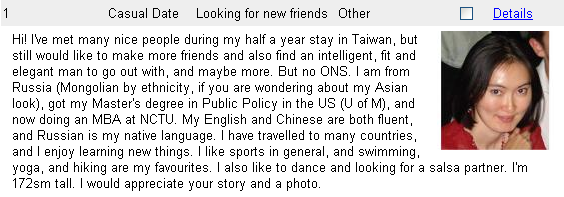 1 Casual Date Looking for new friends Other Details
Hi! I've met many nice people during my half a year stay in Taiwan, but
still would like to make more friends and also find an intelligent, fit and
elegant man to go out with, and maybe more. But no ONS. I am from
Russia (Mongolian by ethnicity, if you are wondering about my Asian
look), got my Master's degree in Public Policy in the US (U of M), and
now doing an MBA at NCTU. My English and Chinese are both fluent,
and Russian is my native language. I have travelled to many countries,
and I enjoy learning new things. I like sports in general, and swimming,
yoga, and hiking are my favourites. I also like to dance and looking for a salsa partner. I'm
172sm tall. I would appreciate your story and a photo.